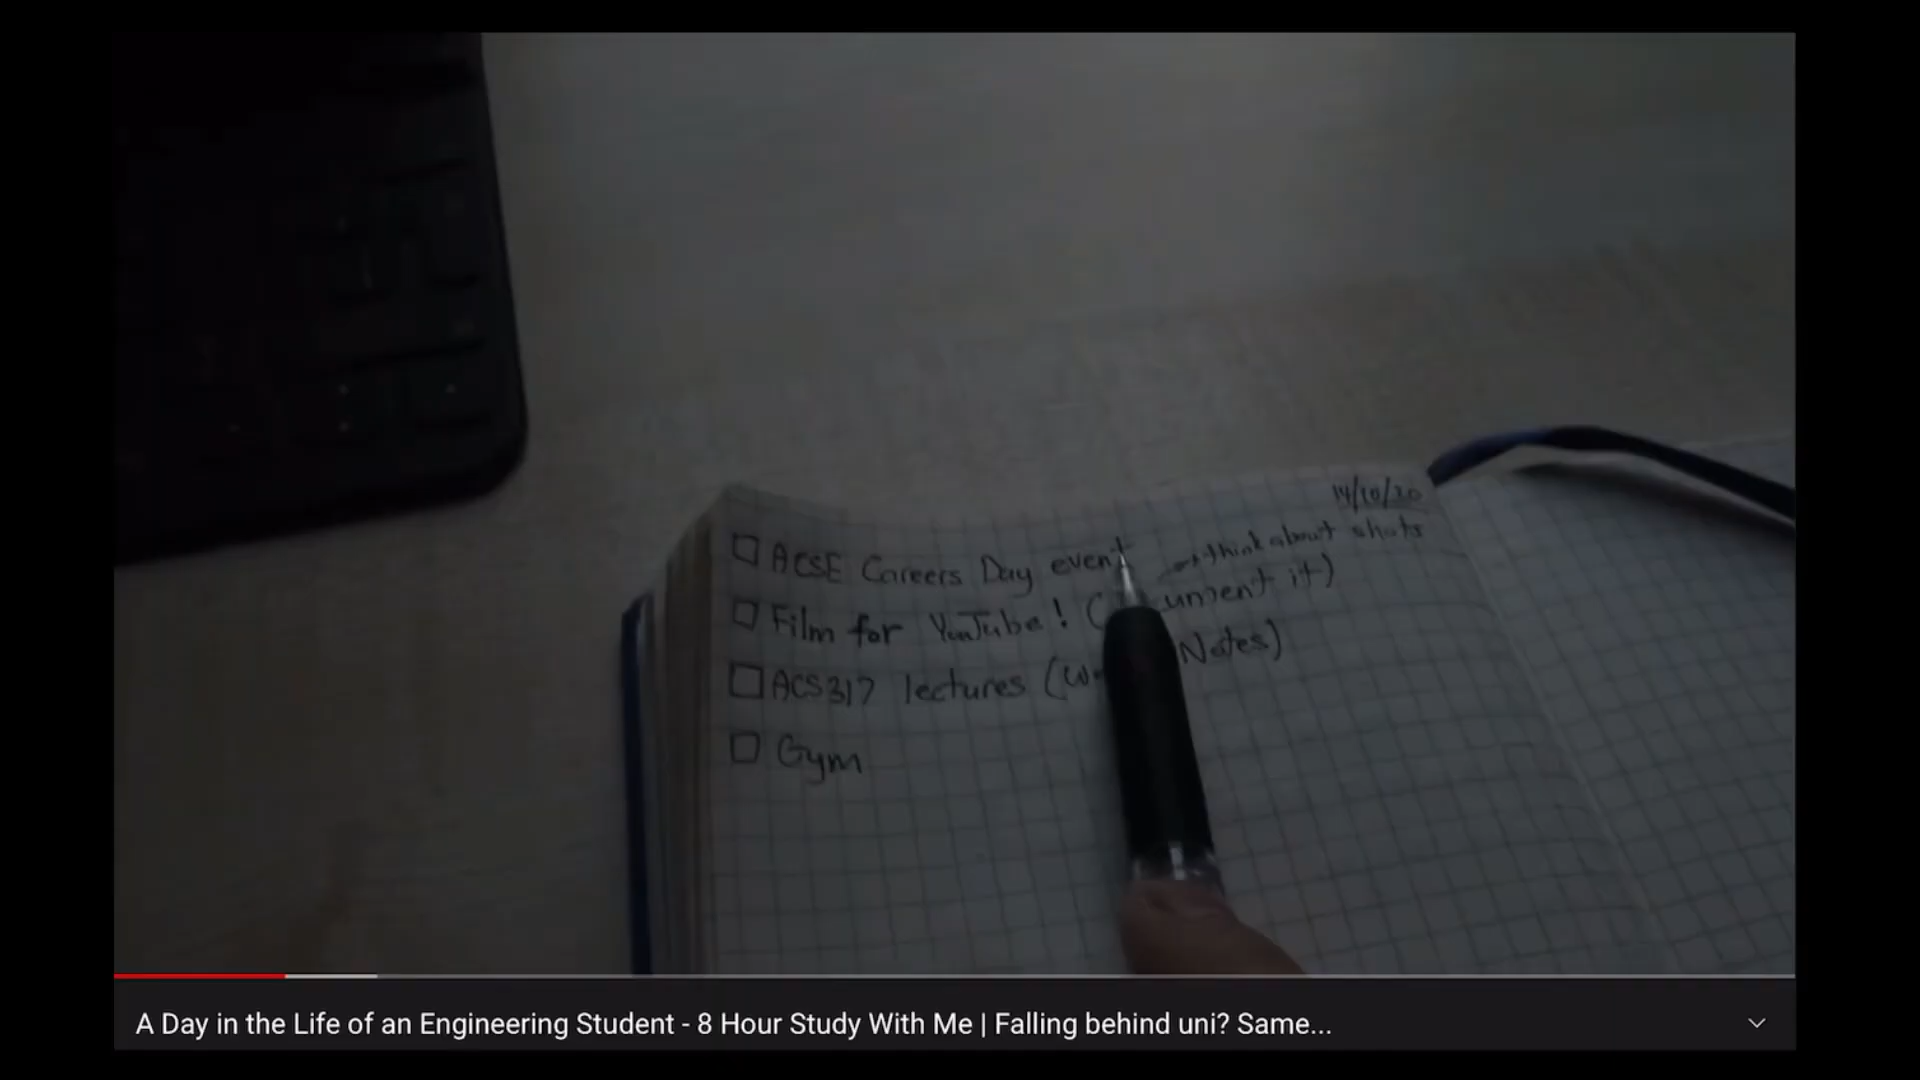 14/10/20
ACSE Careers Day event
→ think about shots
Film for YouTube! ( ument it)
ACS317 lectures (W Notes)
Gym
A Day in the Life of an Engineering Student - 8 Hour Study With Me | Falling behind uni? Same...